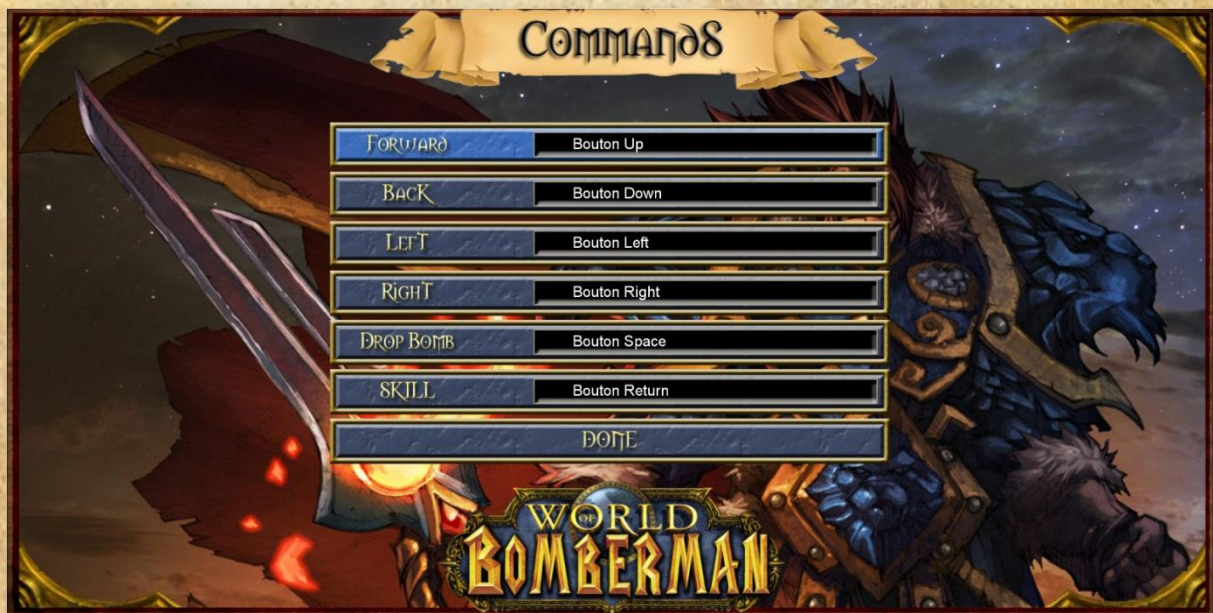 Commands
Forward Bouton Up
Back Bouton Down
Left Bouton Left
Right Bouton Right
Drop Bomb Bouton Space
SKILL Bouton Return
DONE
WORLD
OF
BOMBERMAN